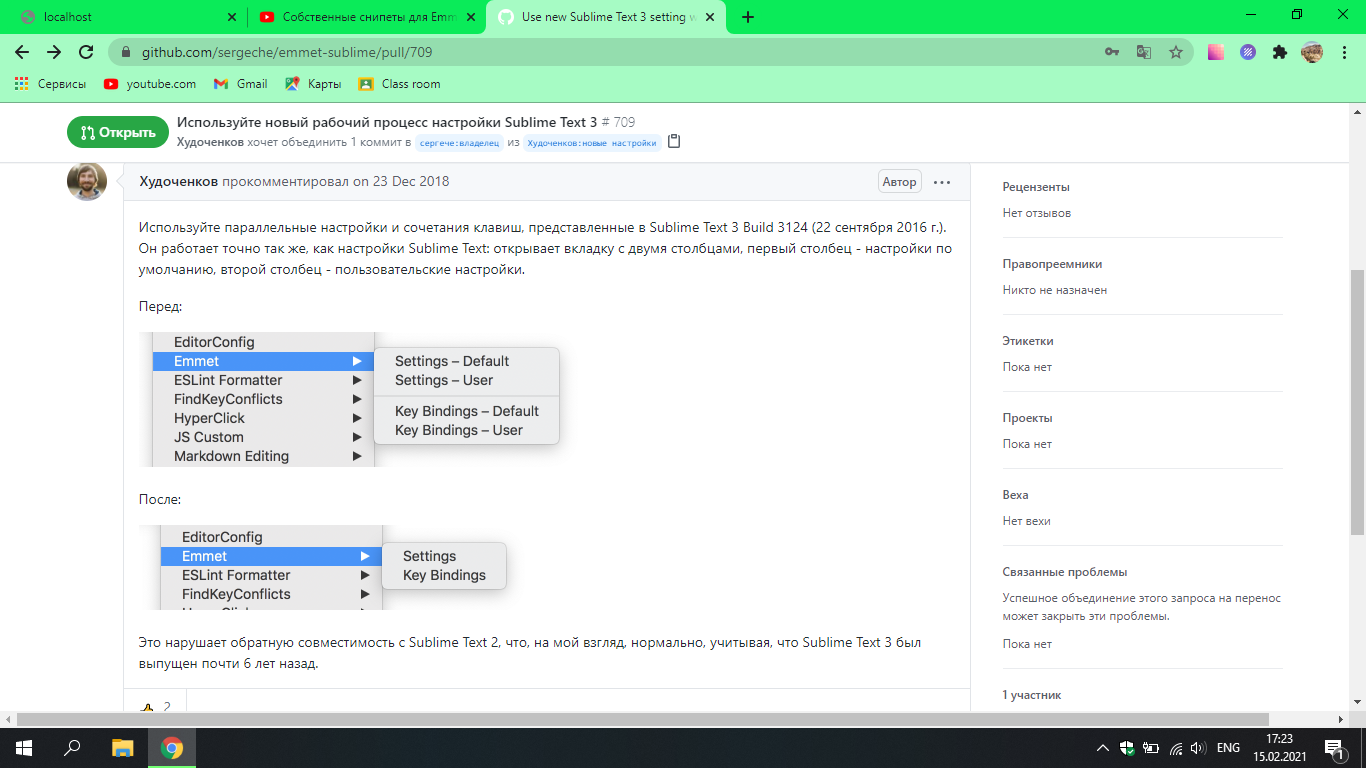 localhost
Собственные снипеты для Emm
Use new Sublime Text 3 setting w
github.com/sergeche/emmet-sublime/pull/709
Сервисы
youtube.com
Gmail
Карты
Class room
Открыть
Используйте новый рабочий процесс настройки Sublime Text 3 # 709
Худоченков хочет объединить 1 коммит в сергече:владелец из Худоченков:новые настройки
Худоченков прокомментировал on 23 Dec 2018
Автор
Используйте параллельные настройки и сочетания клавиш, представленные в Sublime Text 3 Build 3124 (22 сентября 2016 г.).
Он работает точно так же, как настройки Sublime Text: открывает вкладку с двумя столбцами, первый столбец - настройки по
умолчанию, второй столбец - пользовательские настройки.
Перед:
EditorConfig
Emmet
ESLint Formatter
FindKeyConflicts
HyperClick
JS Custom
Markdown Editing
Settings – Default
Settings – User
Key Bindings – Default
Key Bindings – User
После:
EditorConfig
Emmet
ESLint Formatter
FindKeyConflicts
Settings
Key Bindings
Это нарушает обратную совместимость с Sublime Text 2, что, на мой взгляд, нормально, учитывая, что Sublime Text 3 был
выпущен почти 6 лет назад.
2
Рецензенты
Нет отзывов
Правопреемники
Никто не назначен
Этикетки
Пока нет
Проекты
Пока нет
Веха
Нет вехи
Связанные проблемы
Успешное объединение этого запроса на перенос
может закрыть эти проблемы.
Пока нет
1 участник
ENG
17:23
15.02.2021
1